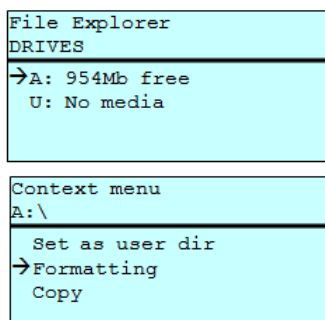 File Explorer
DRIVES
→A: 954Mb free
U: No media
Context menu
A:\
Set as user dir
→Formatting
Copy